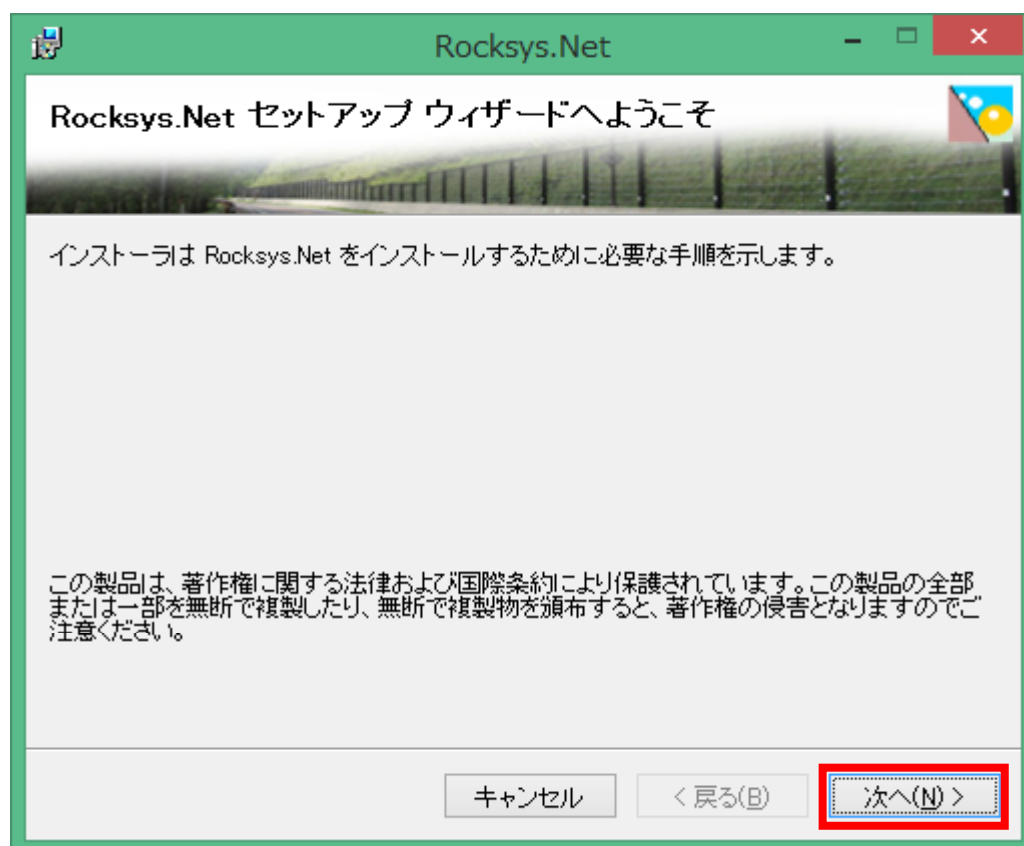 Rocksys.Net
Rocksys.Net セットアップ ウィザードへようこそ
インストーラは Rocksys.Net をインストールするために必要な手順を示します。
この製品は、著作権に関する法律および国際条約により保護されています。この製品の全部
または一部を無断で複製したり、無断で複製物を頒布すると、著作権の侵害となりますのでご
注意ください。
キャンセル < 戻る(B) 次へ(N) >